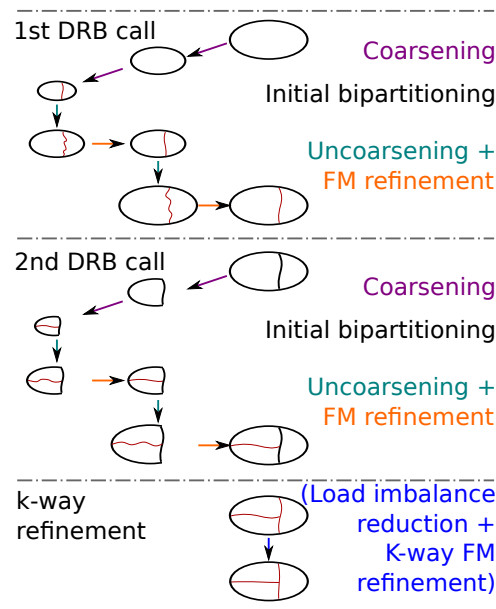 1st DRB call
Coarsening
Initial bipartitioning
Uncoarsening +
FM refinement
2nd DRB call
Coarsening
Initial bipartitioning
Uncoarsening +
FM refinement
k-way
refinement
(Load imbalance
reduction +
K-way FM
refinement)